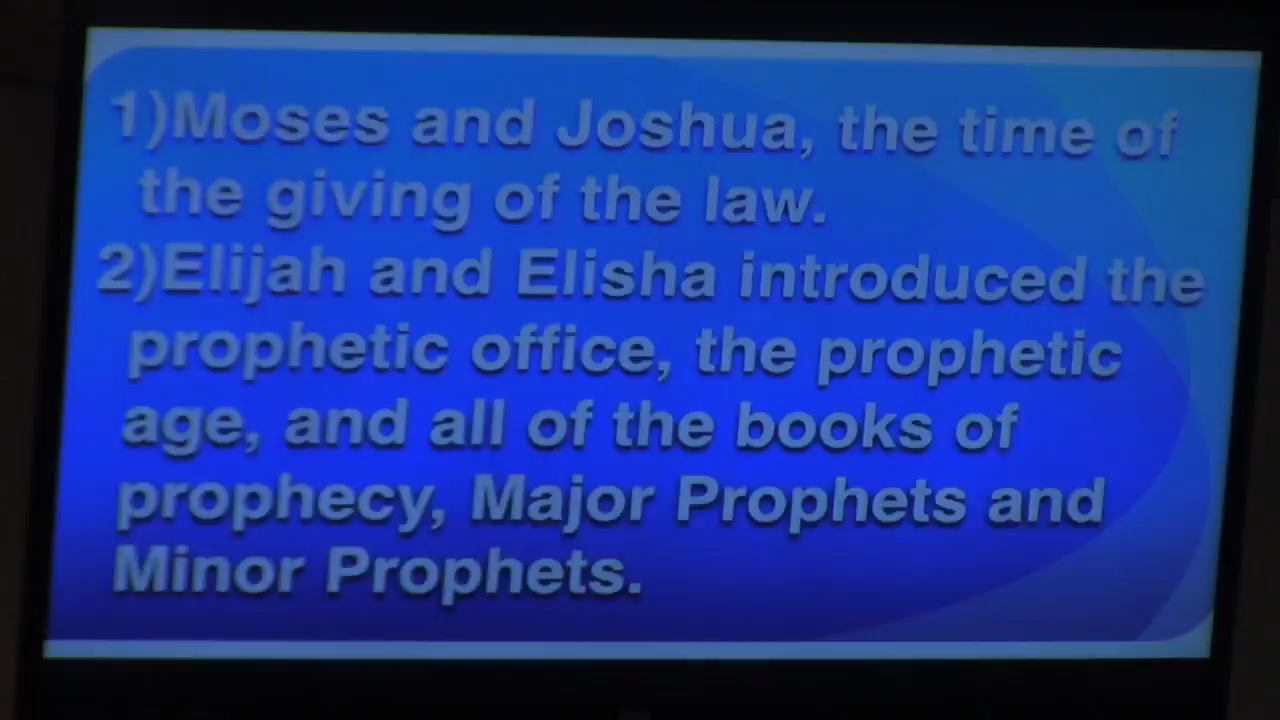 1)Moses and Joshua, the time of
the giving of the law.
2)Elijah and Elisha introduced the
prophetic office, the prophetic
age, and all of the books of
prophecy, Major Prophets and
Minor Prophets.